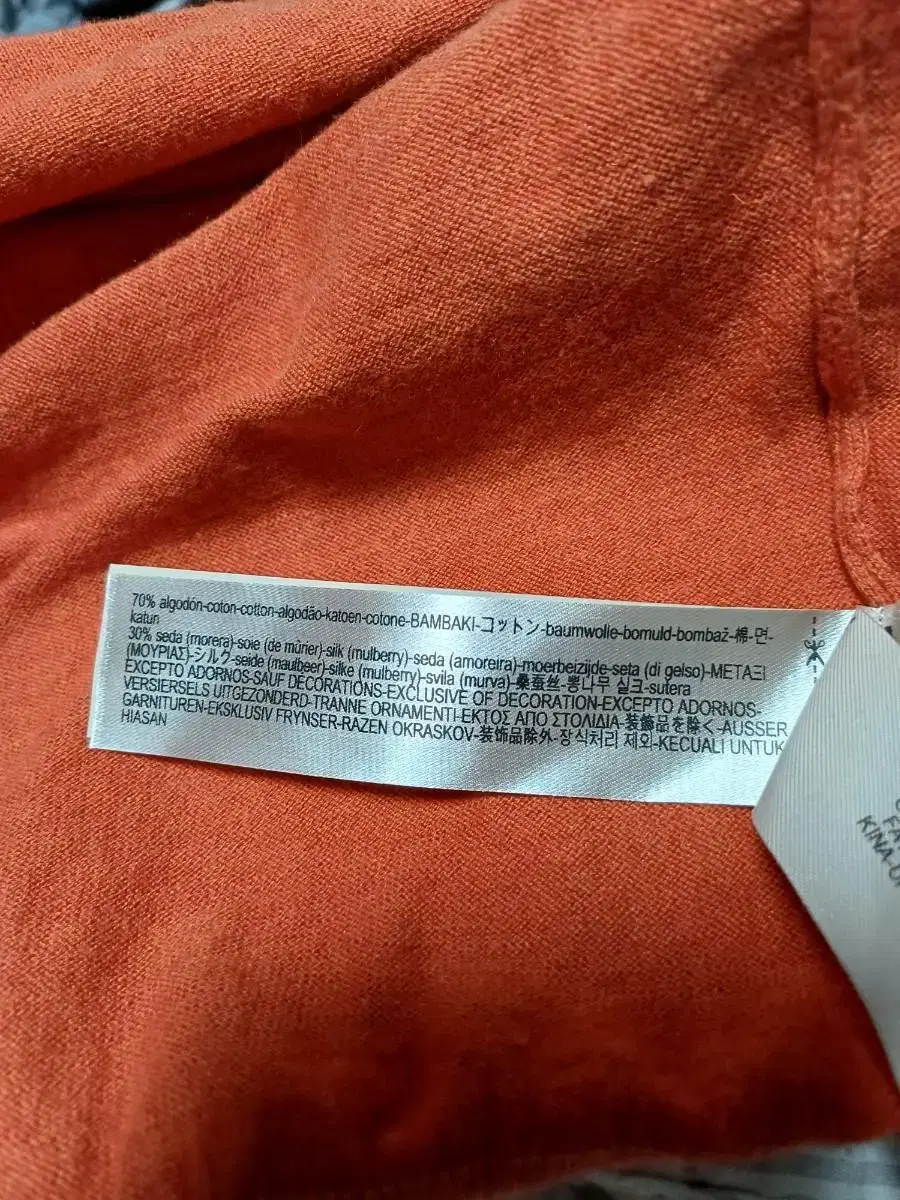 70% algodón-coton-cotton-algodão-katoen-cotone-BAMBAKI-コットン-baumwolle-bomuld-bombaž-棉-면-
katun
30% seda (morera)-soie (de mûrier)-silk (mulberry)-seda (amoreira)-moerbeizijde-seta (di gelso)-ΜΕΤΑΞΙ
(ΜΟΥΡΙΑΣ)-シルク-seide (maulbeer)-silke (mulberry)-svila (murva)-桑蚕丝-뽕나무 실크-sutera
EXCEPTO ADORNOS-SAUF DÉCORATIONS-EXCLUSIVE OF DECORATION-EXCEPTO ADORNOS-
VERSIERSELS UITGEZONDERD-TRANNE ORNAMENTI-ΕΚΤΟΣ ΑΠΟ ΣΤΟΛΙΔΙΑ-装飾品を除く-AUSSER
GARNITUREN-EKSKLUSIV FRYNSER-RAZEN OKRASKOV-装饰品除外-장식처리 제외-KECUALI UNTUK
HIASAN